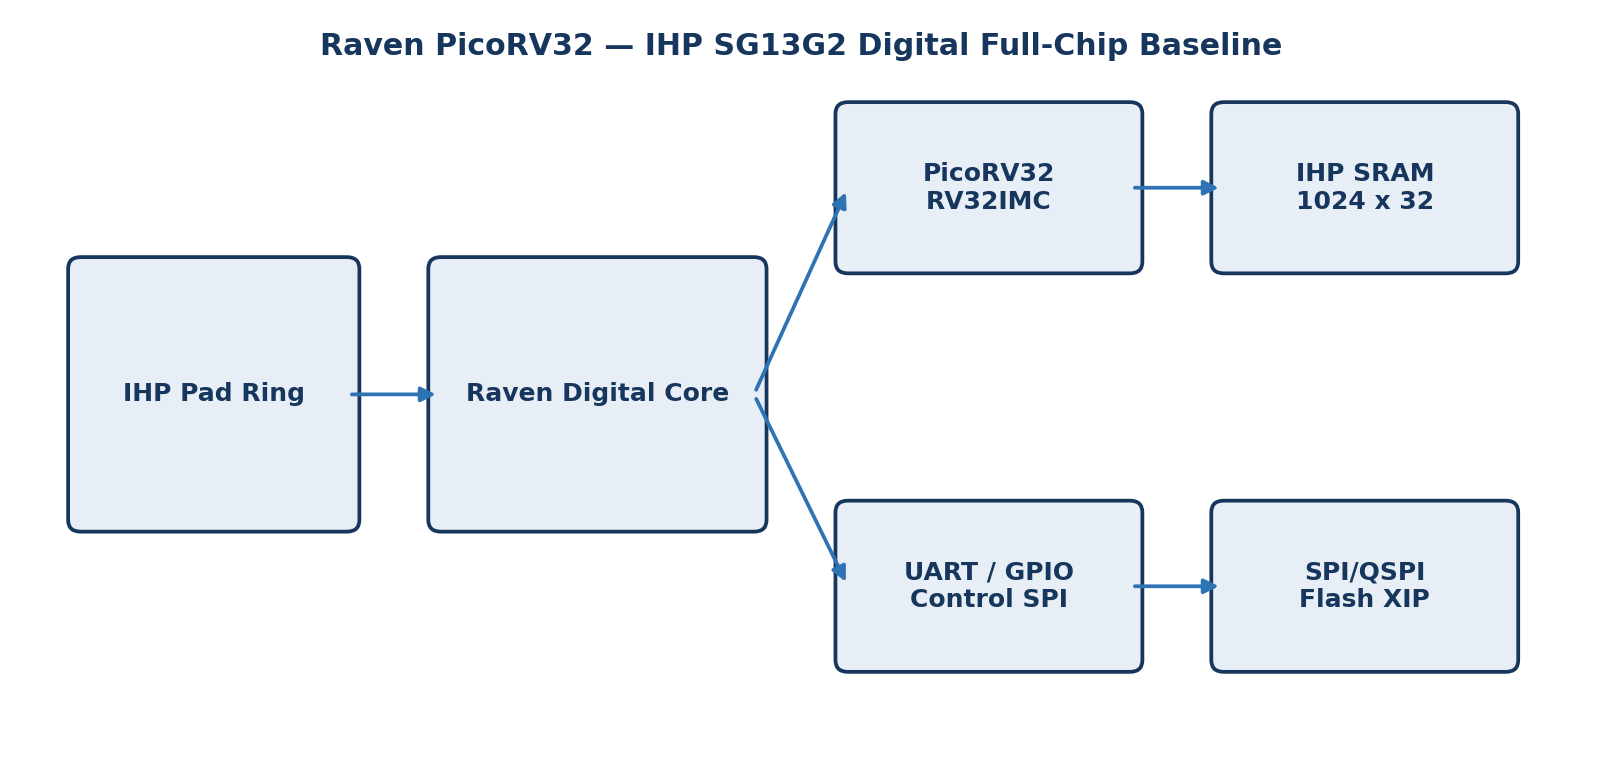 Raven PicoRV32 — IHP SG13G2 Digital Full-Chip Baseline
PicoRV32
RV32IMC
IHP SRAM
1024 x 32
IHP Pad Ring
Raven Digital Core
UART / GPIO
Control SPI
SPI/QSPI
Flash XIP